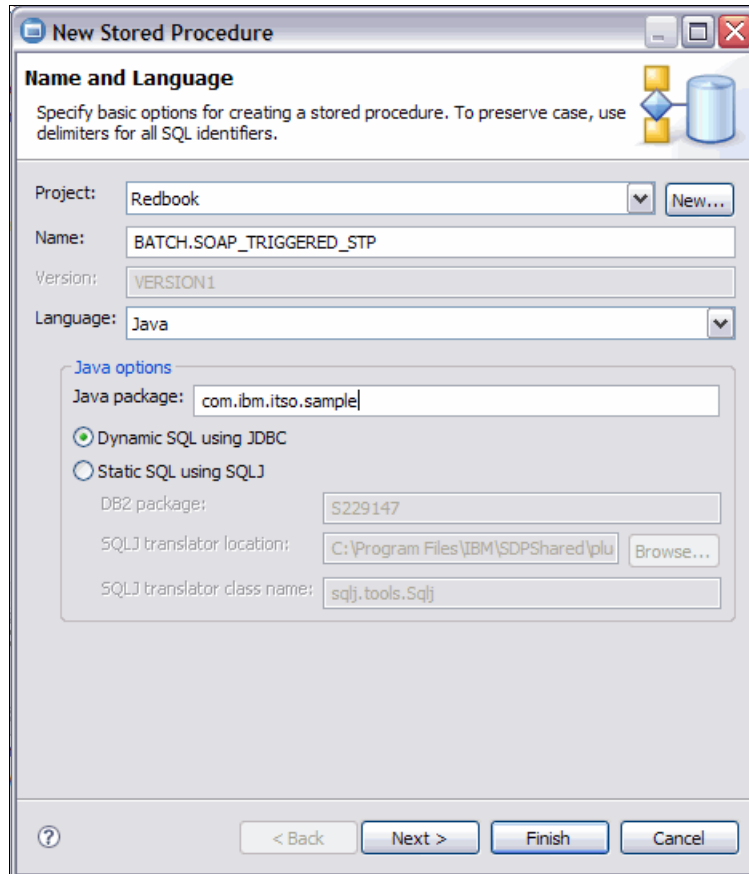 New Stored Procedure
Name and Language
Specify basic options for creating a stored procedure. To preserve case, use
delimiters for all SQL identifiers.
Project: Redbook New...
Name: BATCH.SOAP_TRIGGERED_STP
Version: VERSION1
Language: Java
Java options
Java package: com.ibm.itso.sample
Dynamic SQL using JDBC
Static SQL using SQLJ
DB2 package: S229147
SQLJ translator location: C:\Program Files\IBM\SDPShared\plu Browse...
SQLJ translator class name: sqlj.tools.Sqlj
? < Back Next > Finish Cancel